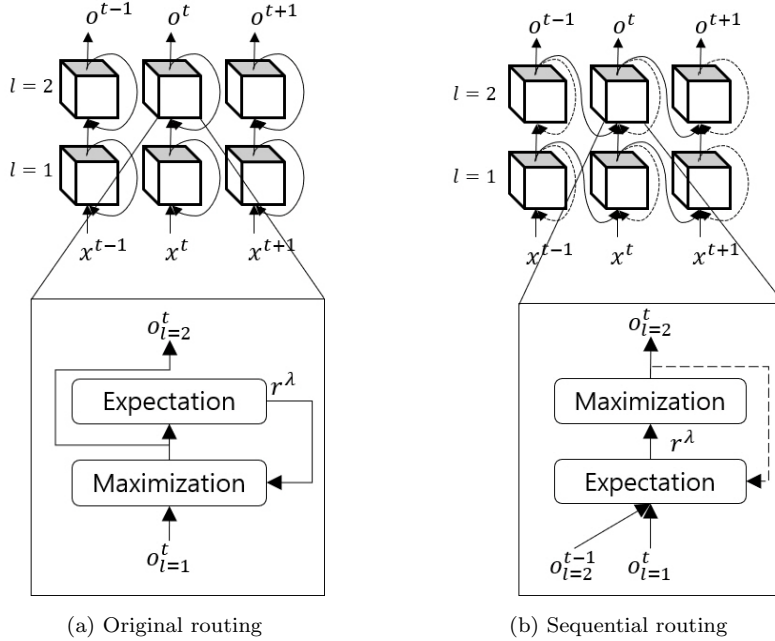 o^{t-1} o^t o^{t+1}
l = 2
l = 1
x^{t-1} x^t x^{t+1}
o^t_{l=2}
Expectation
r^λ
Maximization
o^t_{l=1}
(a) Original routing
o^{t-1} o^t o^{t+1}
l = 2
l = 1
x^{t-1} x^t x^{t+1}
o^t_{l=2}
Maximization
r^λ
Expectation
o^{t-1}_{l=2} o^t_{l=1}
(b) Sequential routing